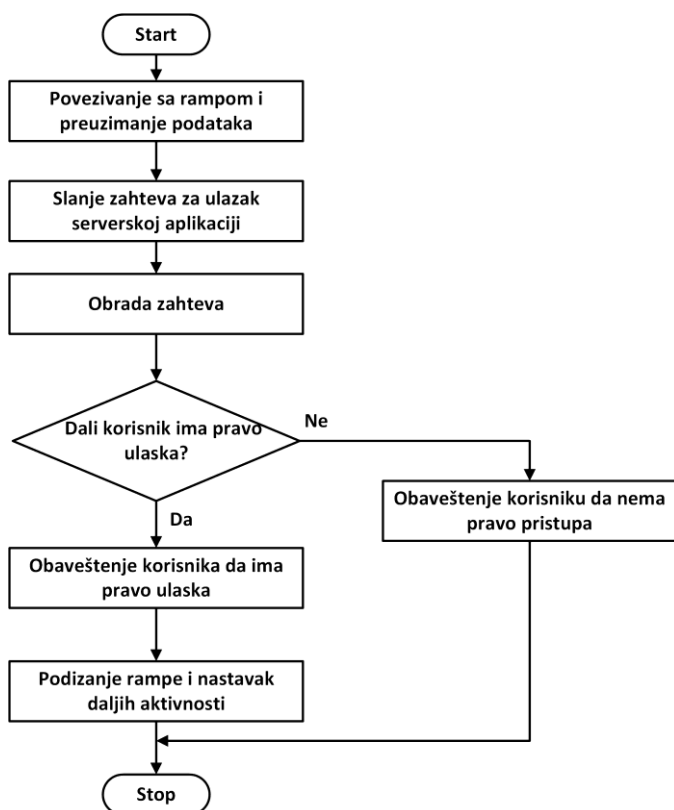 Start
Povezivanje sa rampom i
preuzimanje podataka
Slanje zahteva za ulazak
serverskoj aplikaciji
Obrada zahteva
Dali korisnik ima pravo
ulaska?
Ne
Obaveštenje korisniku da nema
pravo pristupa
Da
Obaveštenje korisnika da ima
pravo ulaska
Podizanje rampe i nastavak
daljih aktivnosti
Stop